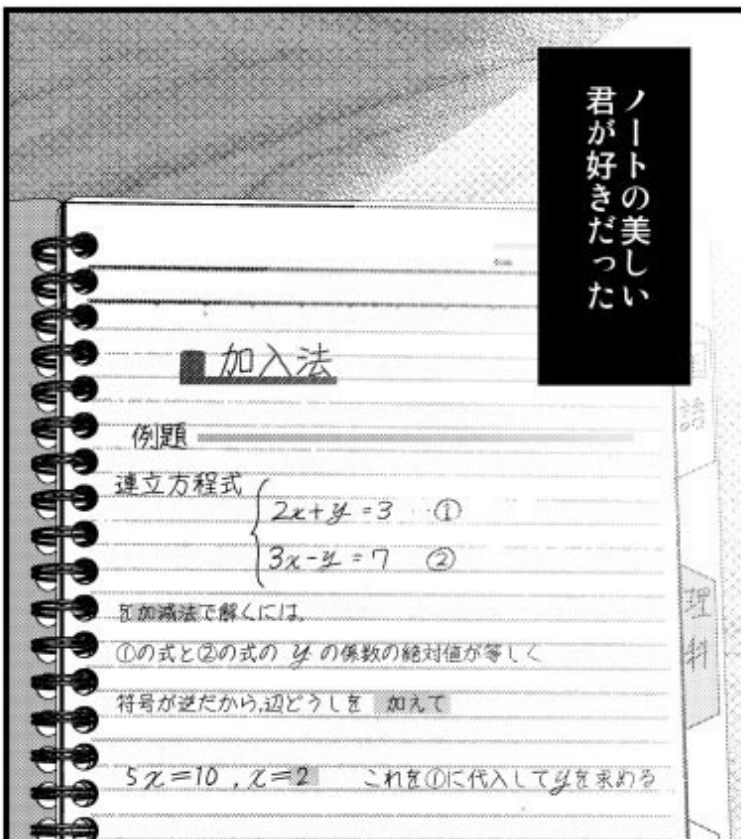 ノートの美しい
君が好きだった
加入法
例題
連立方程式
2x+y=3 …①
3x-y=7 ②
を加減法で解くには、
①の式と②の式の y の係数の絶対値が等しく
符号が逆だから,辺どうしを 加えて
5x=10 , x=2 これを①に代入してyを求める
語
理科